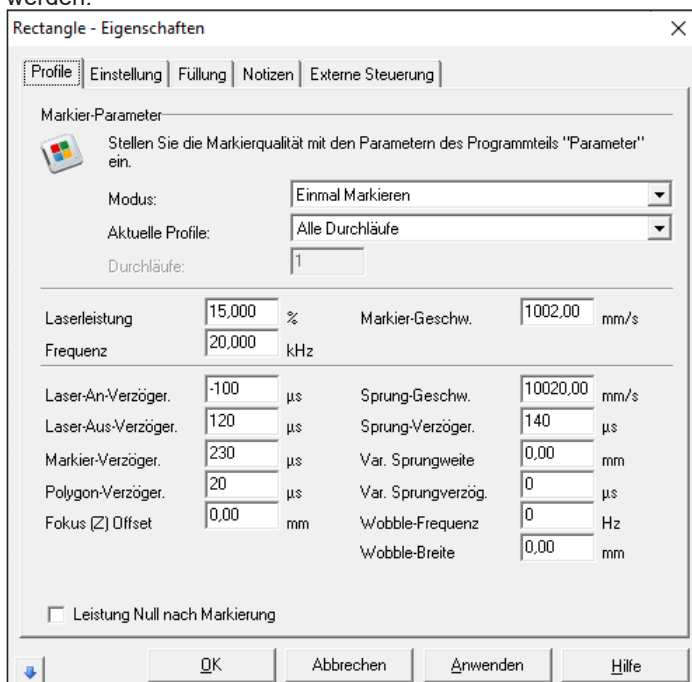 werden.
Rectangle - Eigenschaften
Profile Einstellung Füllung Notizen Externe Steuerung
Markier-Parameter
Stellen Sie die Markierqualität mit den Parametern des Programmteils "Parameter"
ein.
Modus: Einmal Markieren
Aktuelle Profile: Alle Durchläufe
Durchläufe: 1
Laserleistung 15,000 % Markier-Geschw. 1002,00 mm/s
Frequenz 20,000 kHz
Laser-An-Verzöger. -100 µs Sprung-Geschw. 10020,00 mm/s
Laser-Aus-Verzöger. 120 µs Sprung-Verzöger. 140 µs
Markier-Verzöger. 230 µs Var. Sprungweite 0,00 mm
Polygon-Verzöger. 20 µs Var. Sprungverzög. 0 µs
Fokus (Z) Offset 0,00 mm Wobble-Frequenz 0 Hz
Wobble-Breite 0,00 mm
Leistung Null nach Markierung
OK Abbrechen Anwenden Hilfe